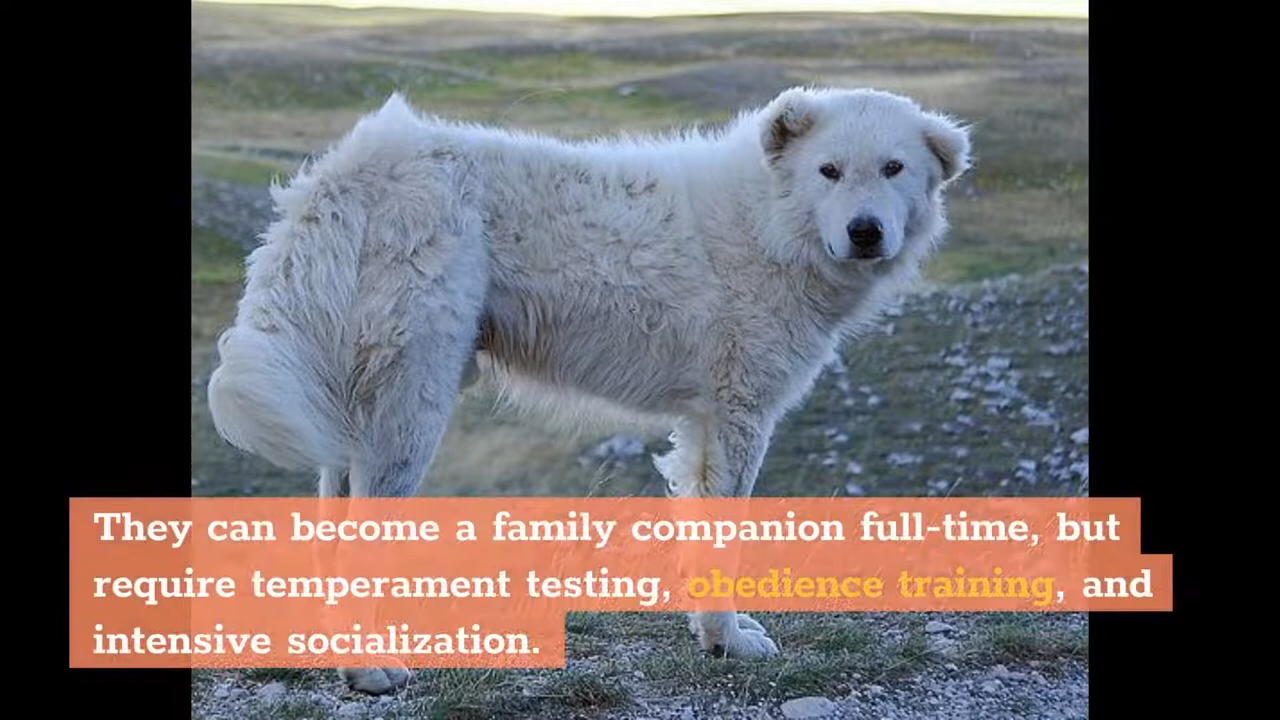 They can become a family companion full-time, but
require temperament testing, obedience training, and
intensive socialization.